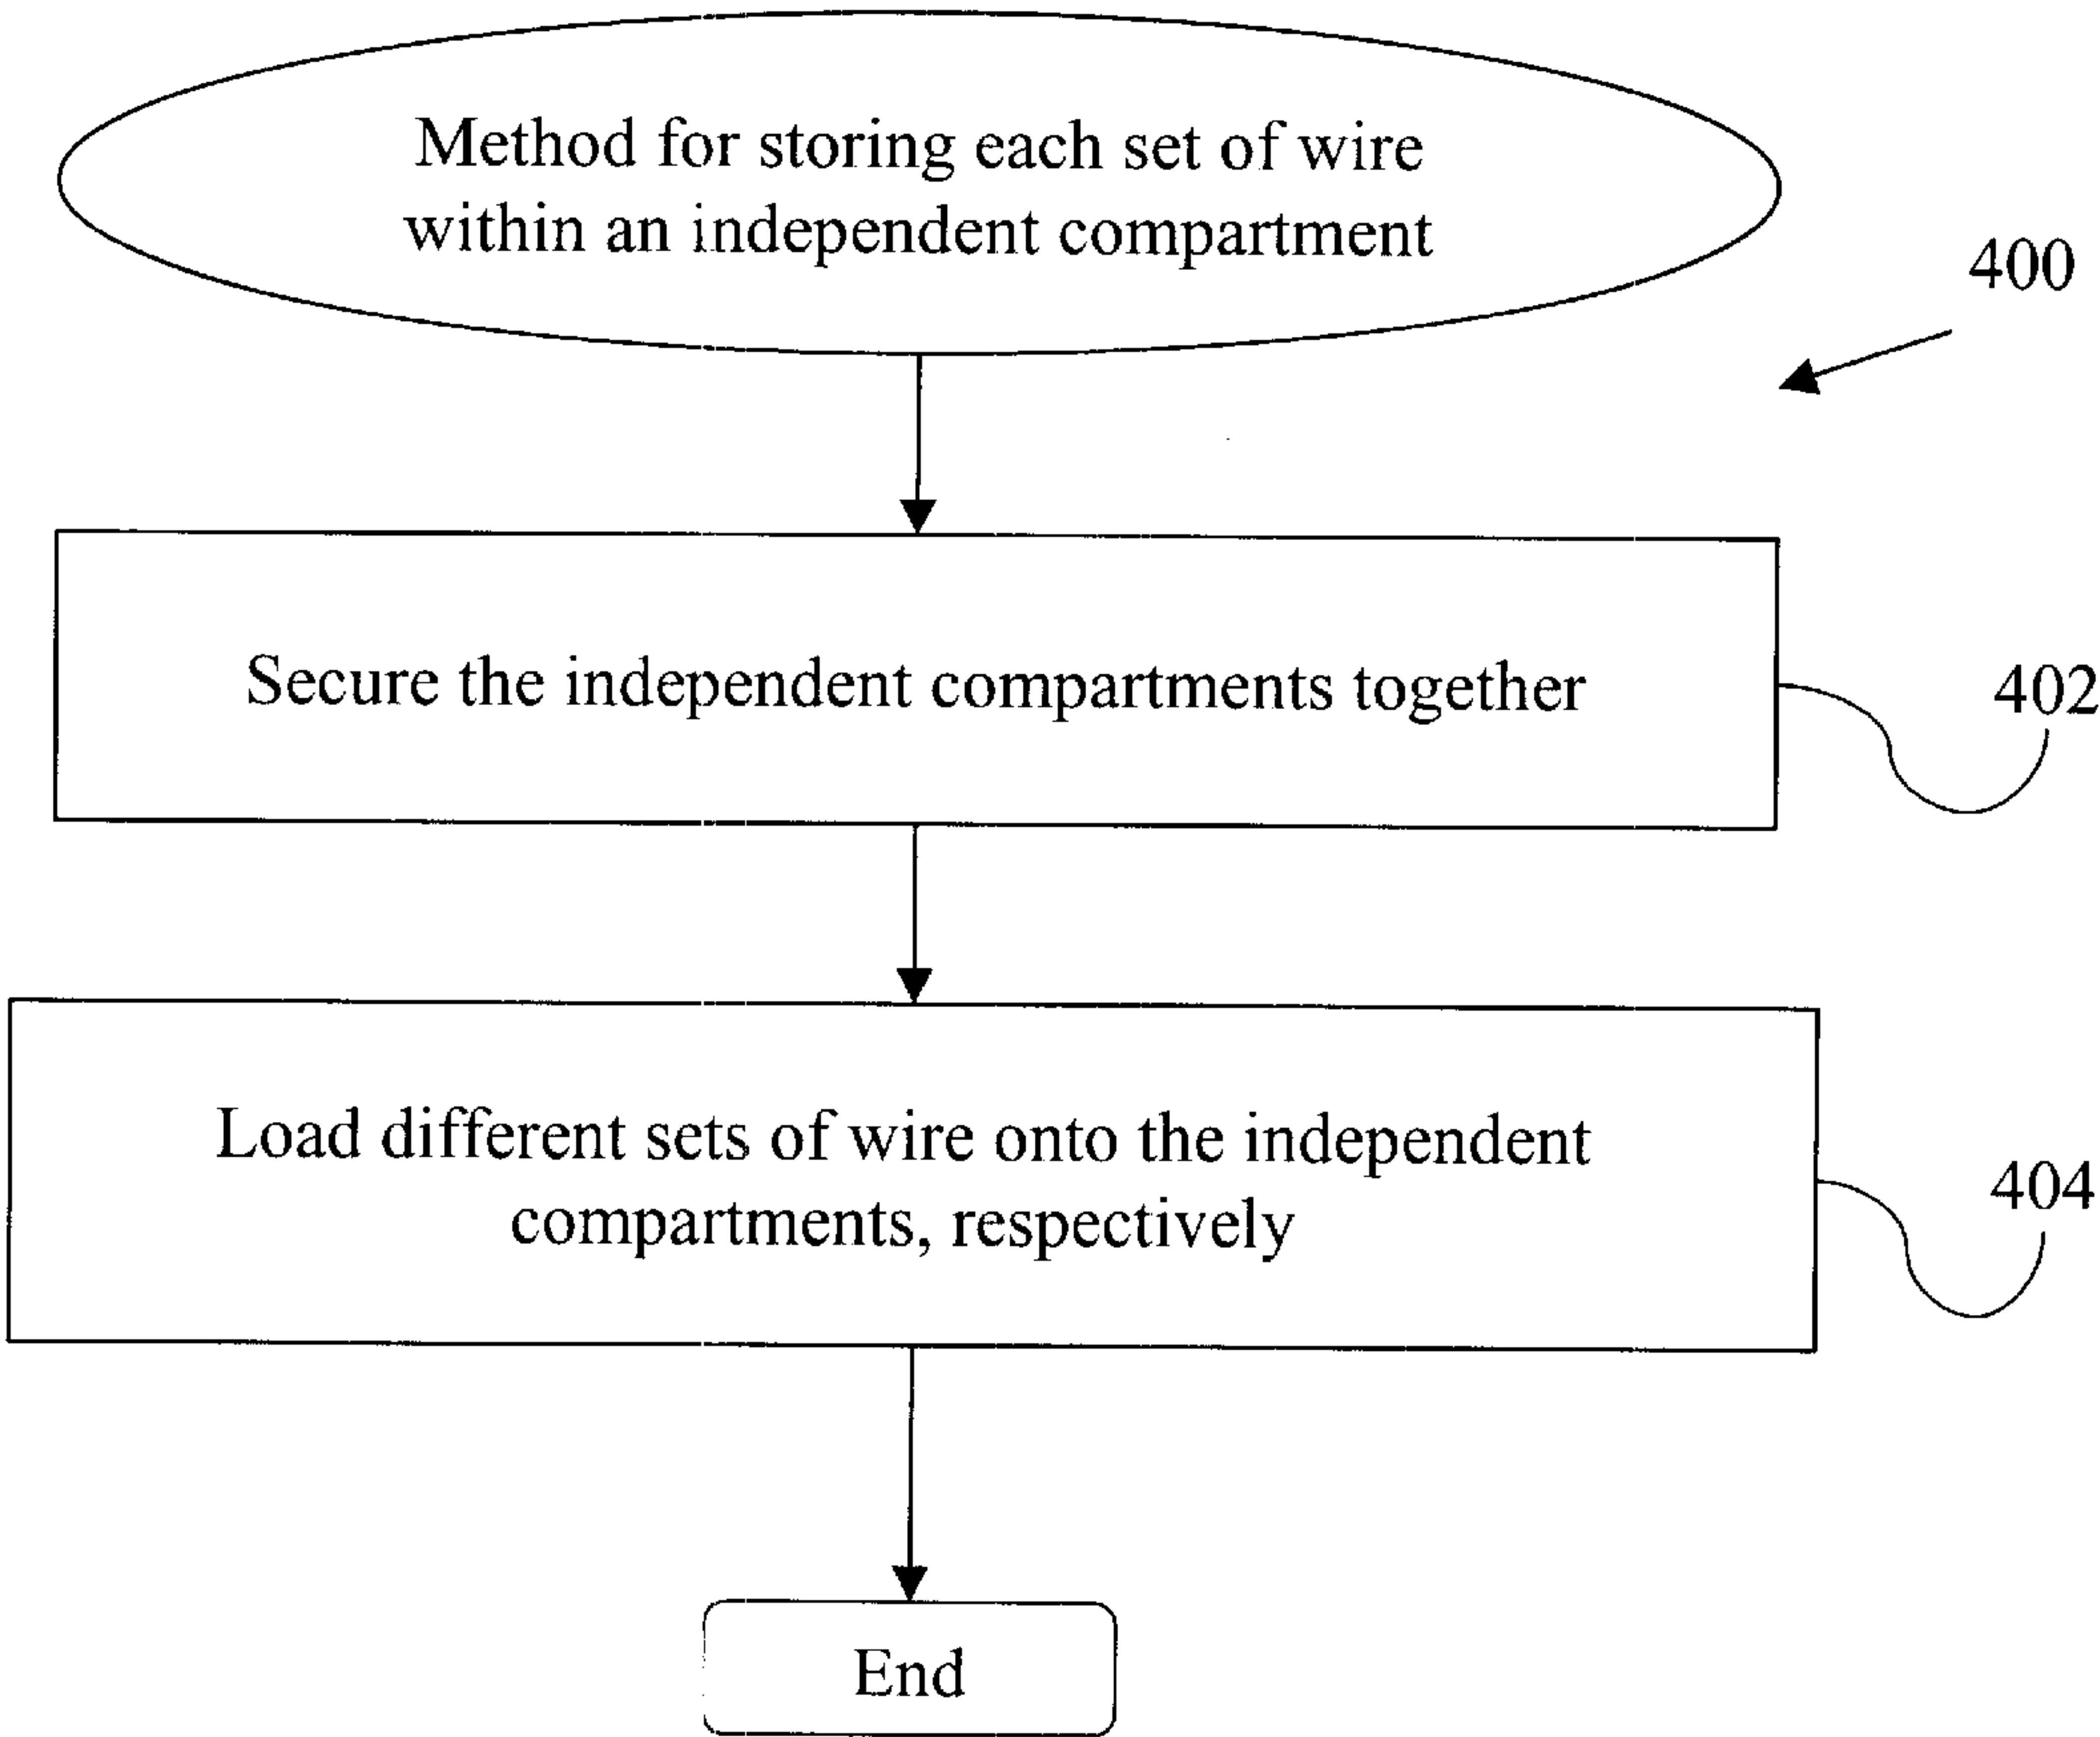 Method for storing each set of wire
within an independent compartment
400
Secure the independent compartments together
402
Load different sets of wire onto the independent
compartments, respectively
404
End